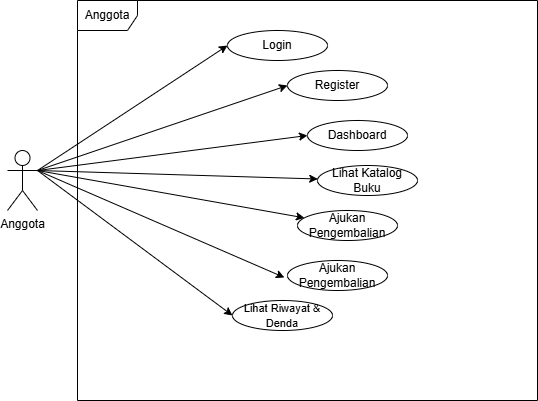 Anggota
Login
Register
Dashboard
Lihat Katalog
Buku
Anggota
Ajukan
Pengembalian
Ajukan
Pengembalian
Lihat Riwayat &
Denda